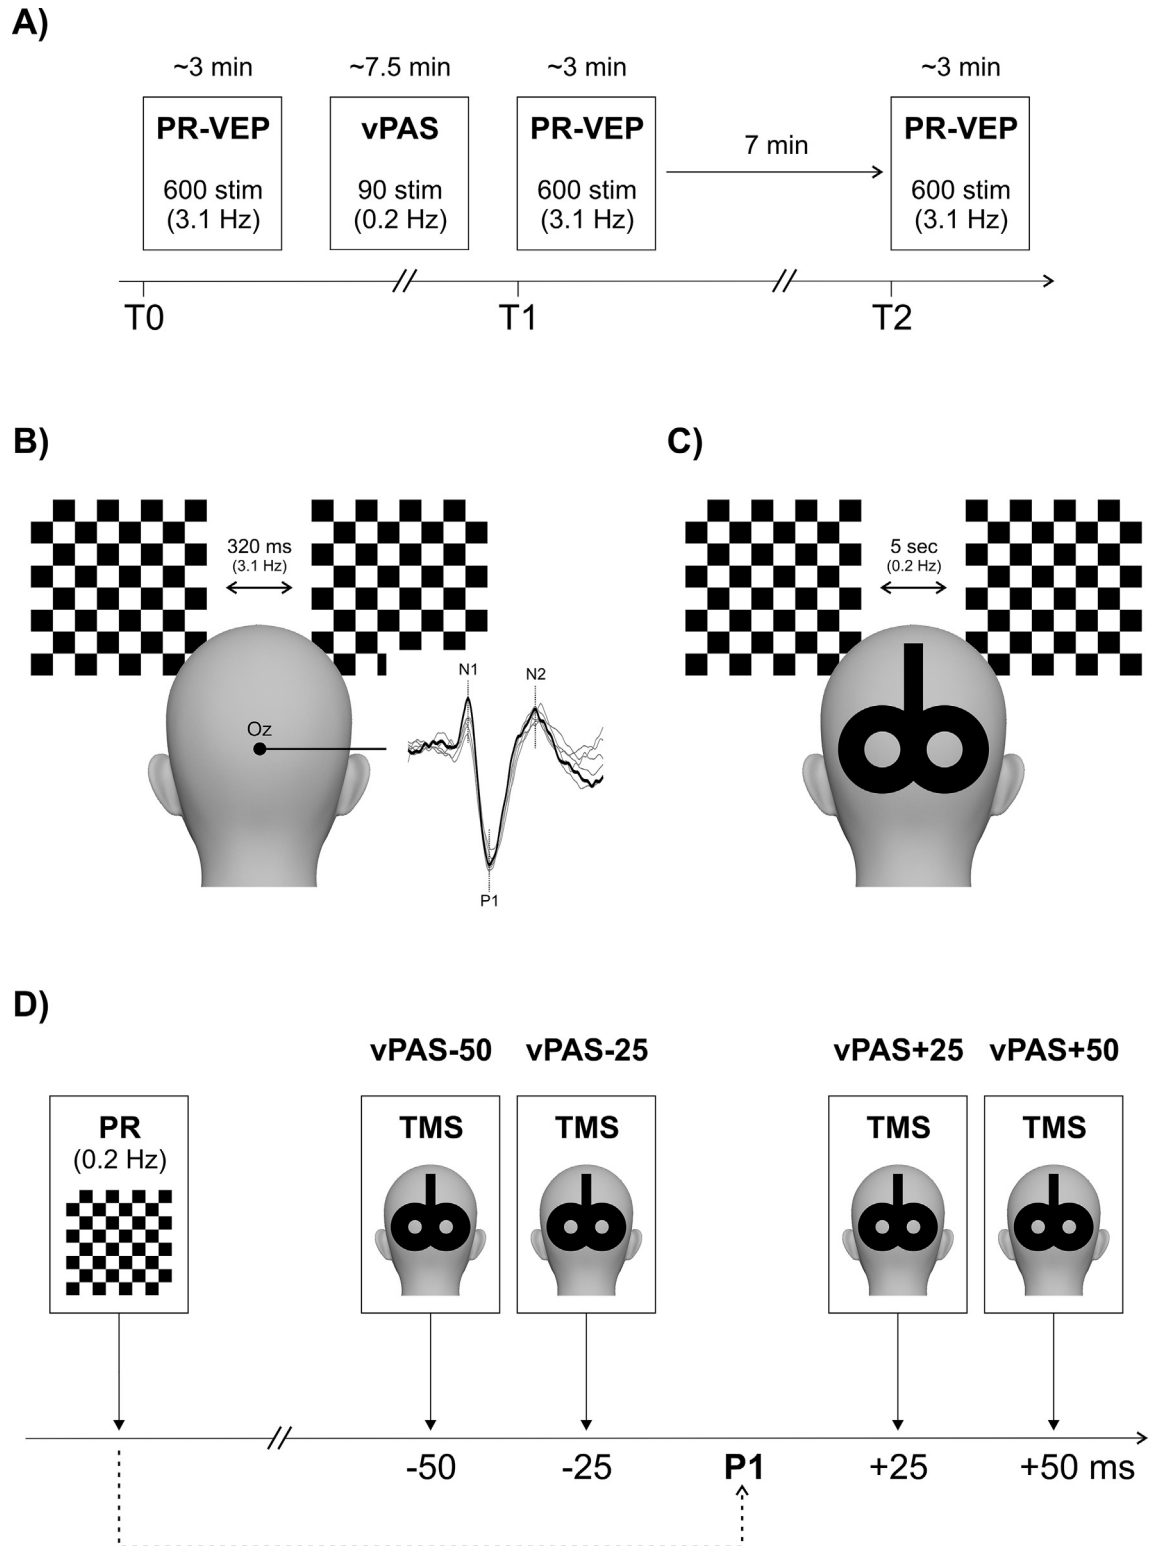 A)
~3 min
~7.5 min
~3 min
~3 min
PR-VEP
600 stim
(3.1 Hz)
vPAS
90 stim
(0.2 Hz)
PR-VEP
600 stim
(3.1 Hz)
7 min
PR-VEP
600 stim
(3.1 Hz)
T0
T1
T2
B)
320 ms
(3.1 Hz)
Oz
N1
N2
P1
C)
5 sec
(0.2 Hz)
D)
vPAS-50
vPAS-25
vPAS+25
vPAS+50
PR
(0.2 Hz)
TMS
TMS
TMS
TMS
-50
-25
P1
+25
+50 ms